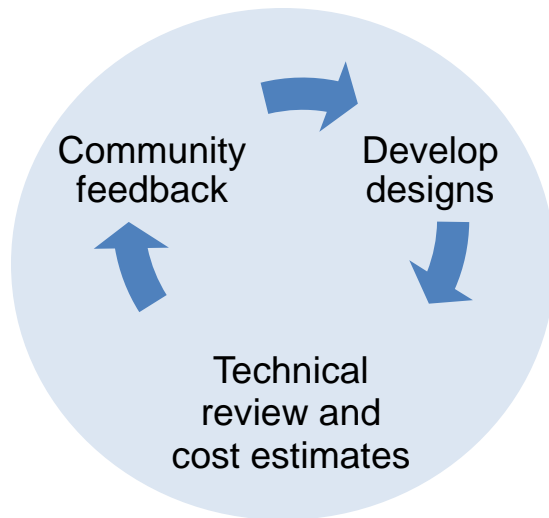 Community
feedback
Develop
designs
Technical
review and
cost estimates